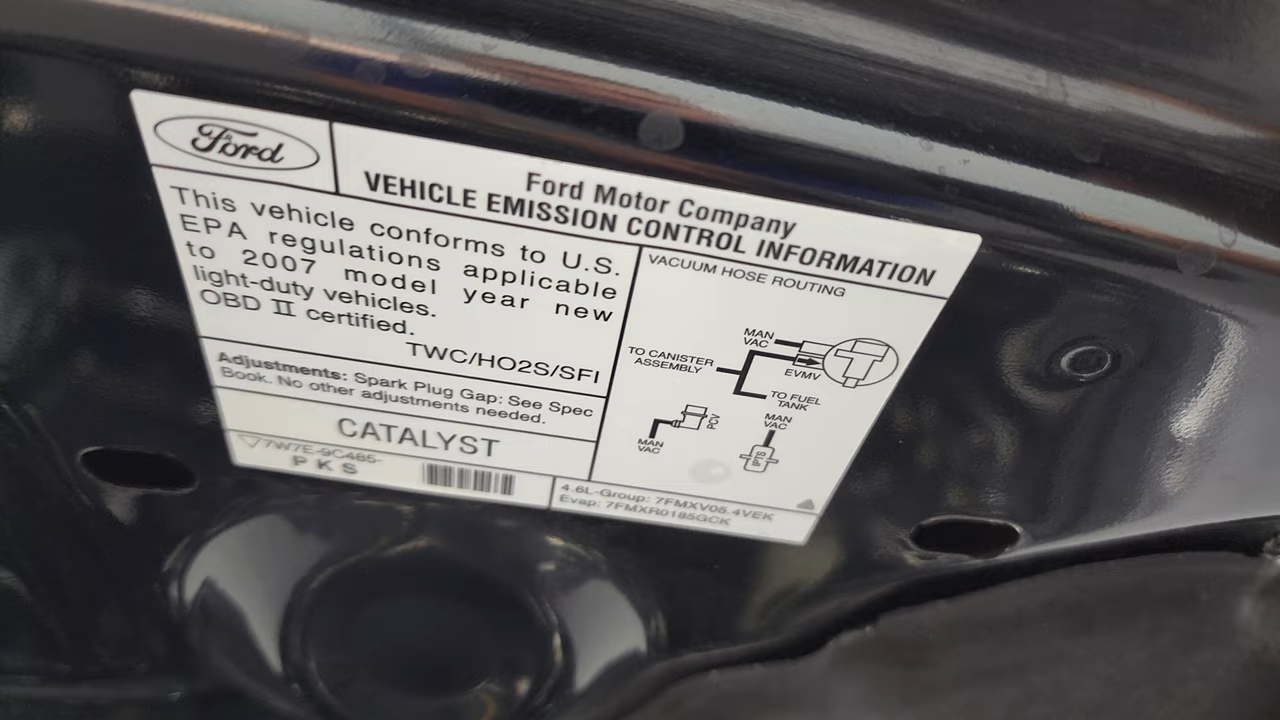 Ford
Ford Motor Company
VEHICLE EMISSION CONTROL INFORMATION
This vehicle conforms to U.S.
EPA regulations applicable
to 2007 model year new
light-duty vehicles.
OBD II certified.
TWC/HO2S/SFI
Adjustments: Spark Plug Gap: See Spec
Book. No other adjustments needed.
CATALYST
7W7E-9C485-
PKS
VACUUM HOSE ROUTING
MAN
VAC
TO CANISTER
ASSEMBLY
EVMV
TO FUEL
TANK
PCV
MAN
VAC
MAN
VAC
PTS
4.6L-Group: 7FMXV05.4VEK
Evap: 7FMXR0185GCK